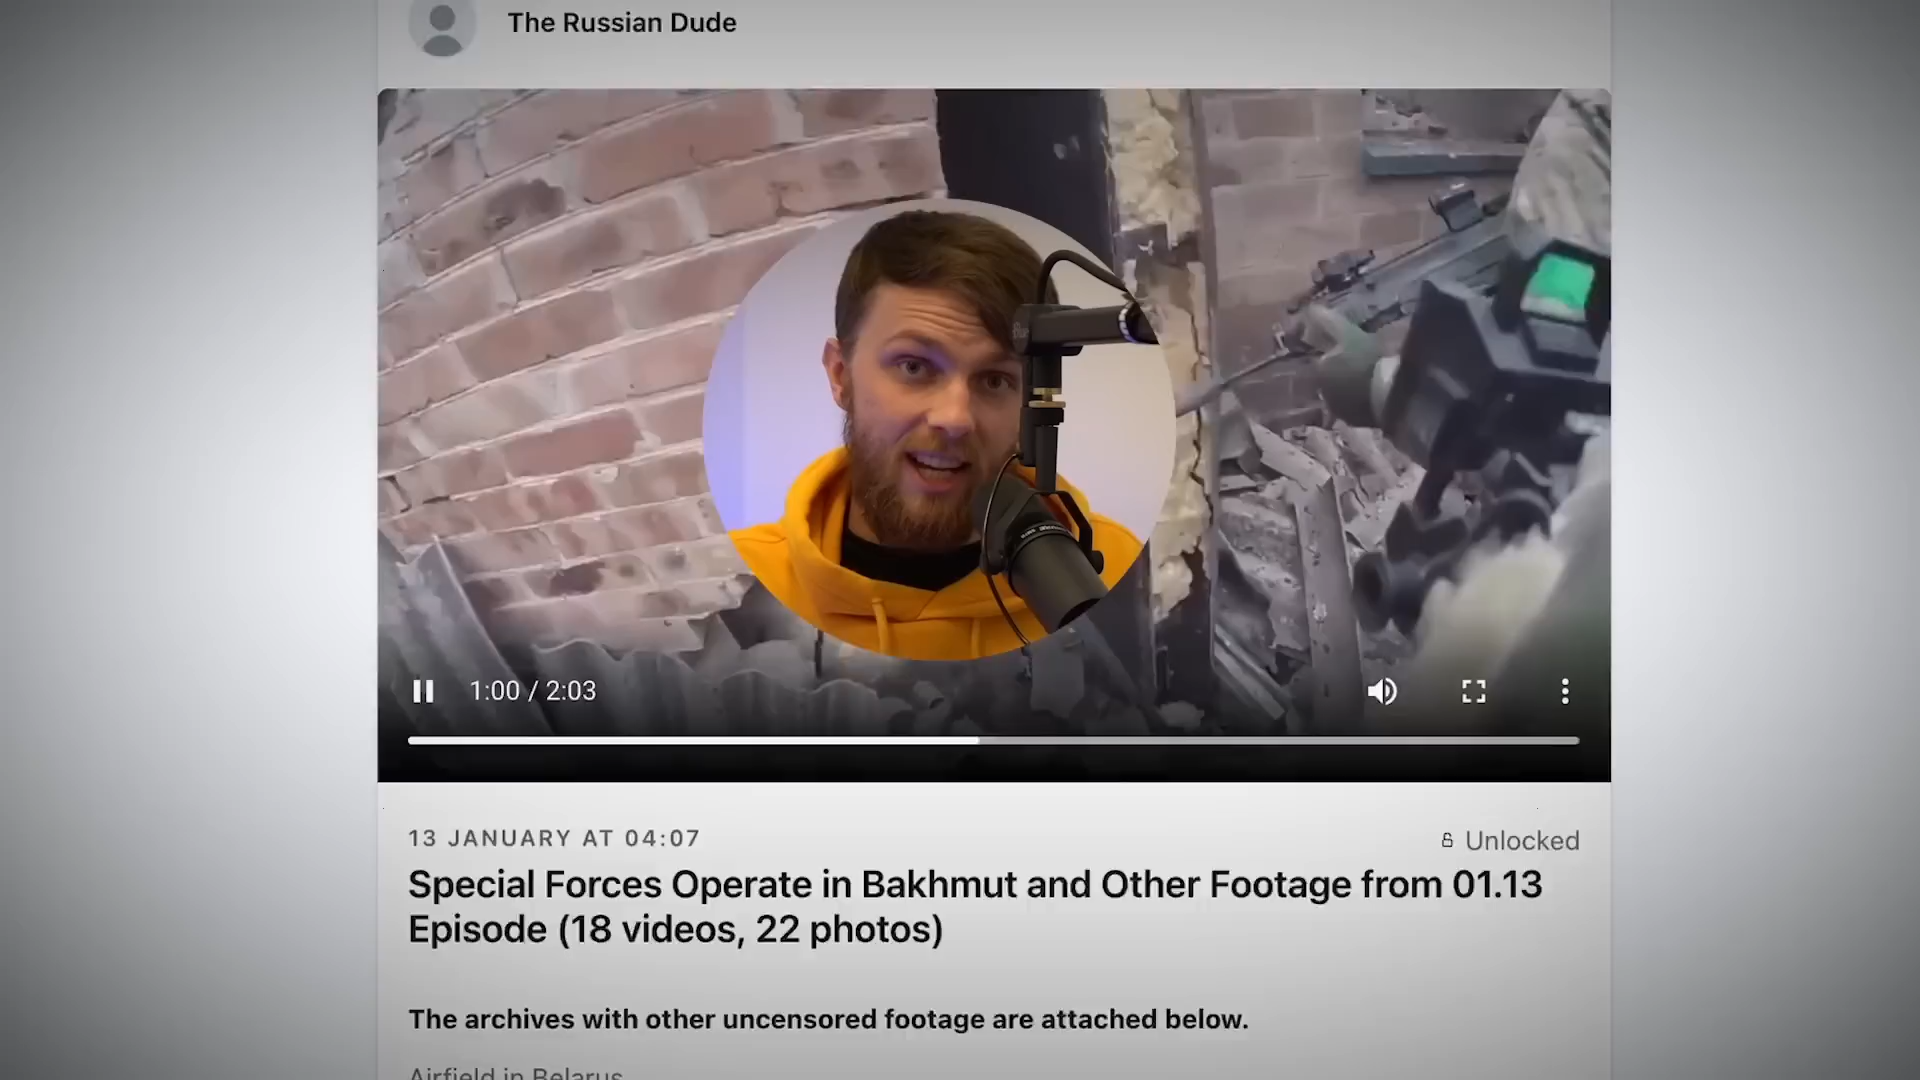 The Russian Dude
1:00 / 2:03
13 JANUARY AT 04:07
Unlocked
Special Forces Operate in Bakhmut and Other Footage from 01.13
Episode (18 videos, 22 photos)
The archives with other uncensored footage are attached below.
Airfield in Belarus